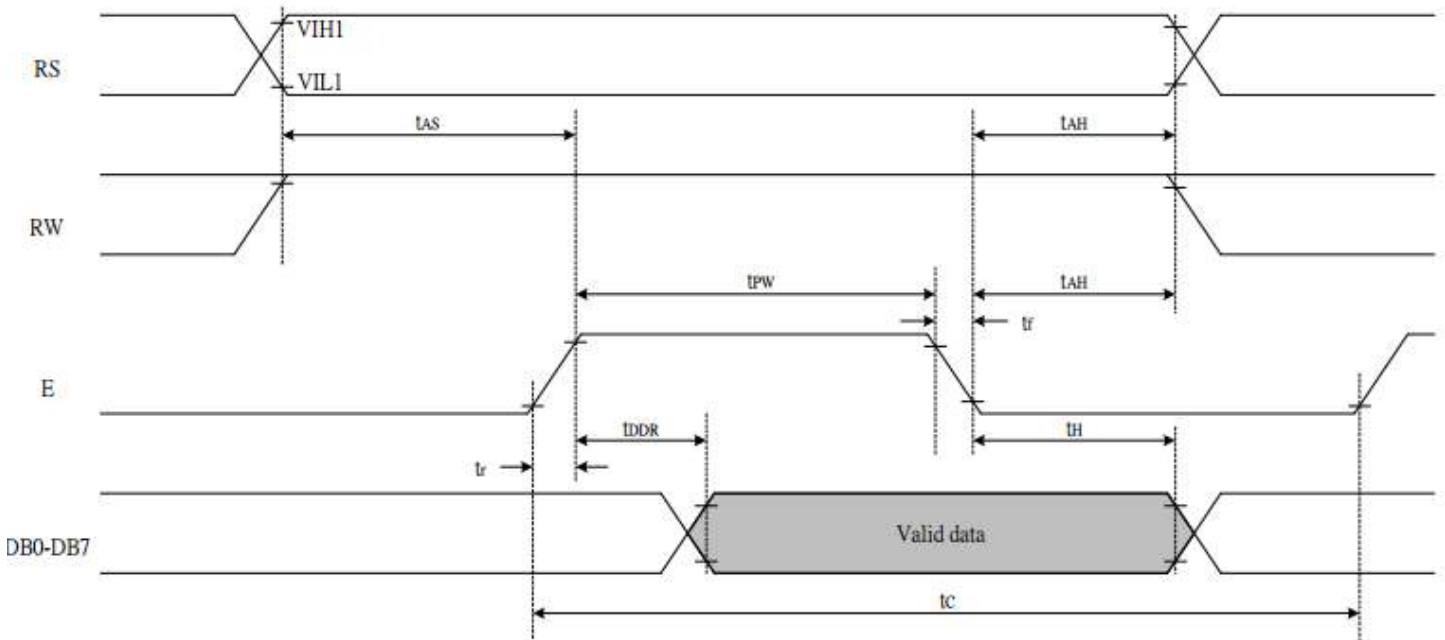 VIH1
RS
VIL1
tAS
tAH
RW
tPW
tAH
tf
E
tDDR
tH
tr
DB0-DB7
Valid data
tC